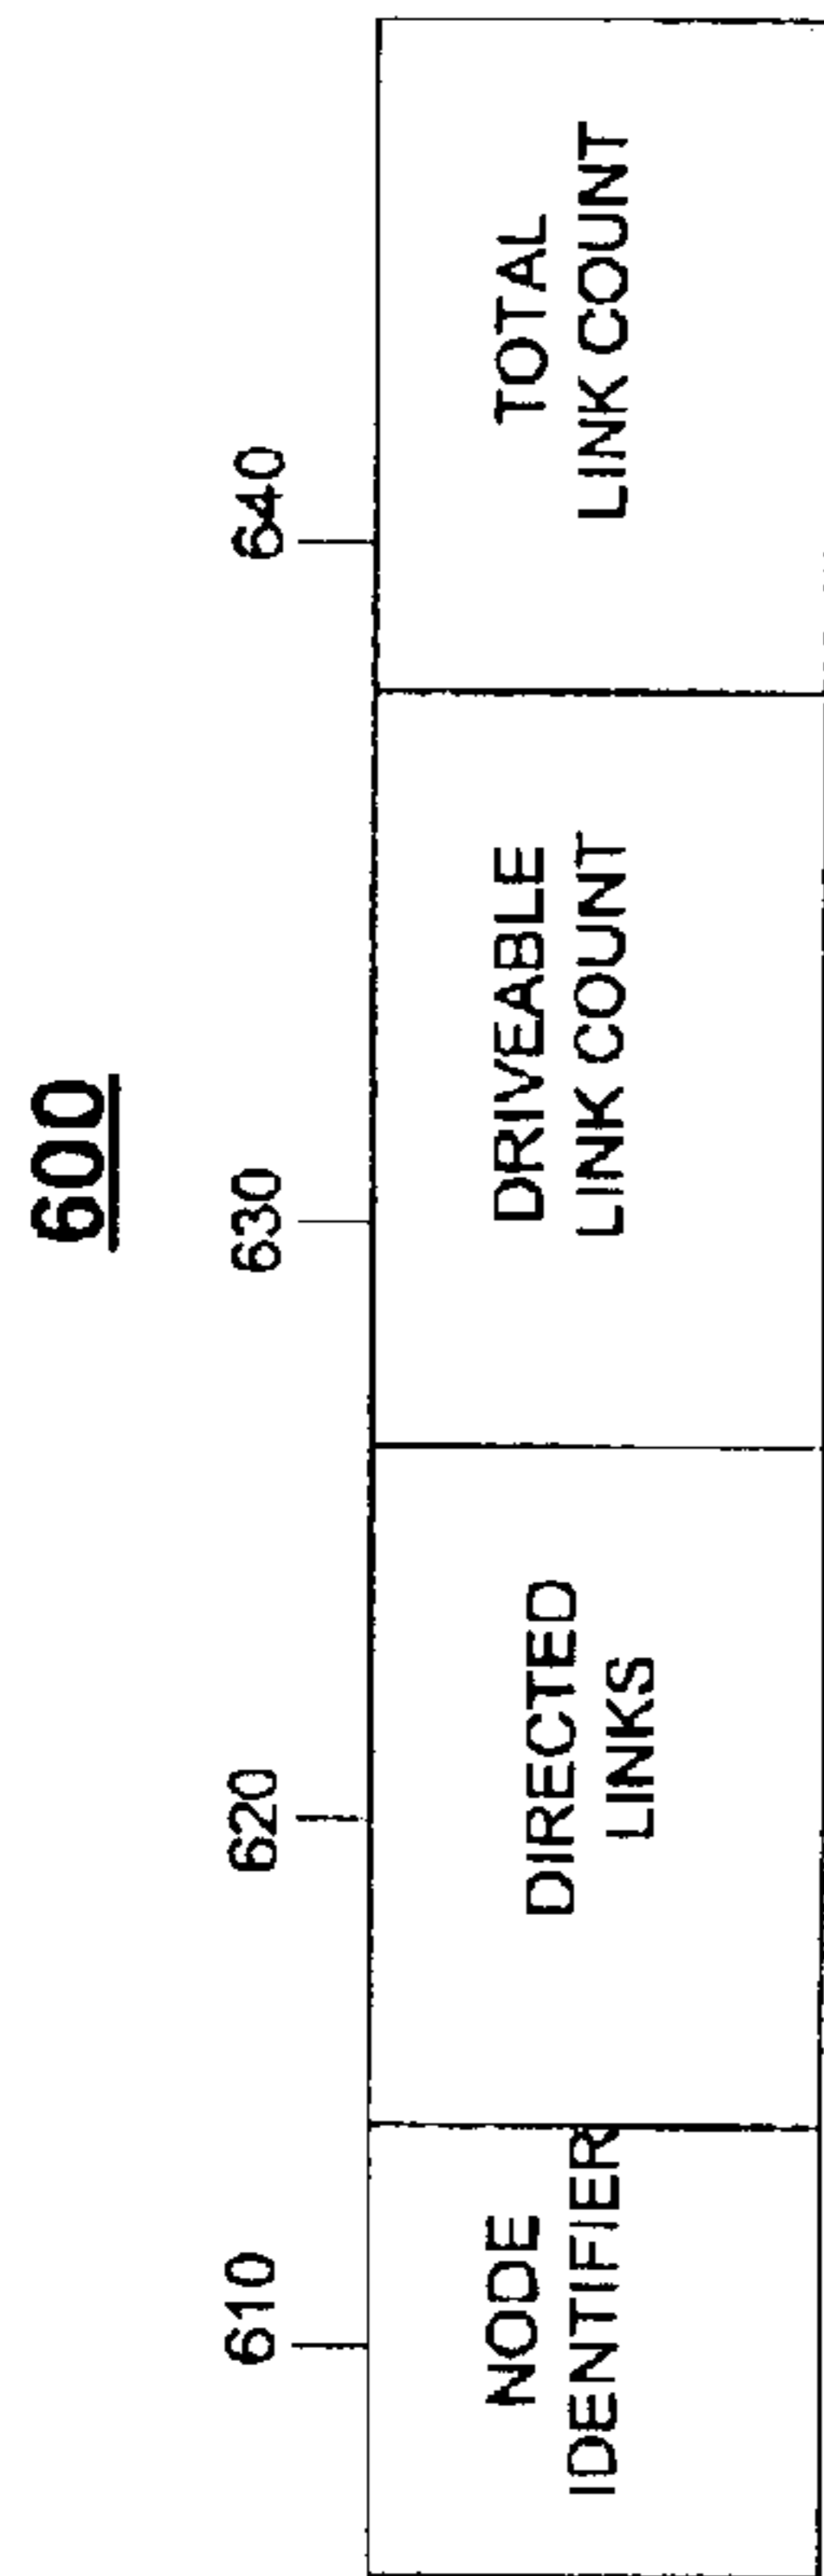 600
610
620
630
640
NODE
IDENTIFIER
DIRECTED
LINKS
DRIVEABLE
LINK COUNT
TOTAL
LINK COUNT